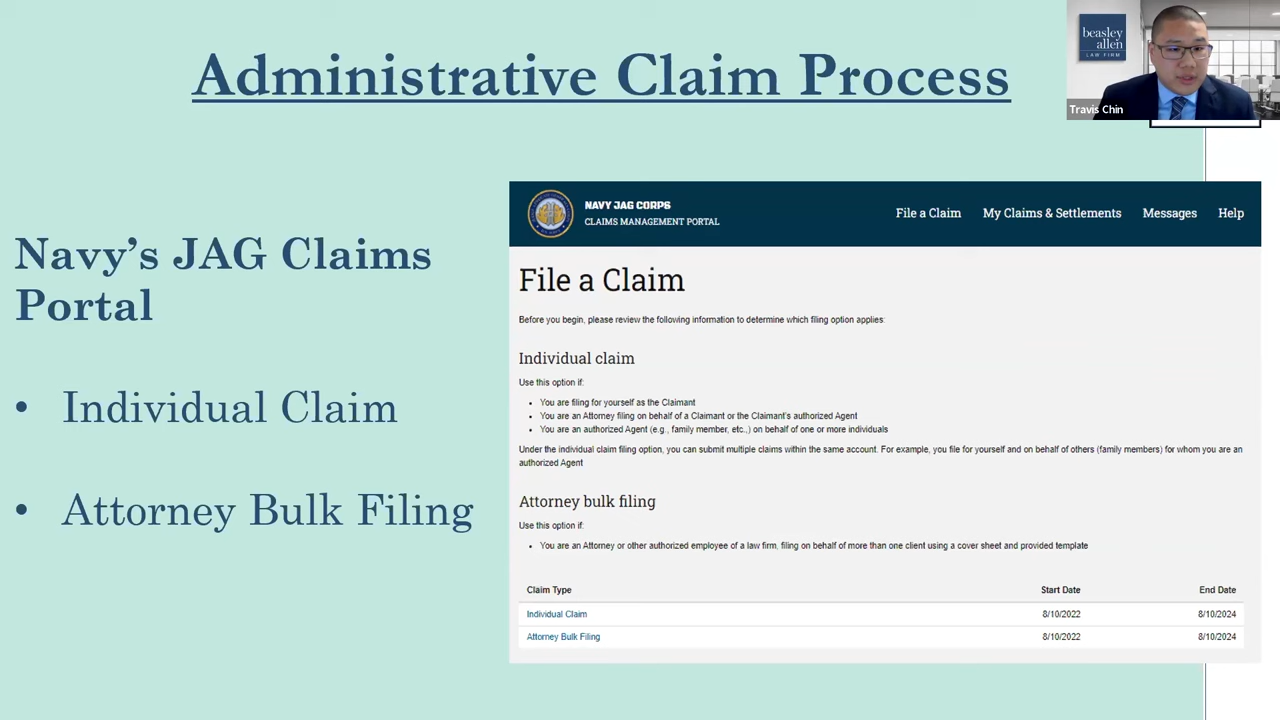 Administrative Claim Process
beasley
allen
LAW FIRM
Travis Chin
Navy's JAG Claims
Portal
• Individual Claim
• Attorney Bulk Filing
NAVY JAG CORPS
CLAIMS MANAGEMENT PORTAL
File a Claim
My Claims & Settlements
Messages
Help
File a Claim
Before you begin, please review the following information to determine which filing option applies:
Individual claim
Use this option if:
• You are filing for yourself as the Claimant
• You are an Attorney filing on behalf of a Claimant or the Claimant's authorized Agent
• You are an authorized Agent (e.g., family member, etc.,) on behalf of one or more individuals
Under the individual claim filing option, you can submit multiple claims within the same account. For example, you file for yourself and on behalf of others (family members) for whom you are an
authorized Agent
Attorney bulk filing
Use this option if:
• You are an Attorney or other authorized employee of a law firm, filing on behalf of more than one client using a cover sheet and provided template
Claim Type Start Date End Date
Individual Claim 8/10/2022 8/10/2024
Attorney Bulk Filing 8/10/2022 8/10/2024